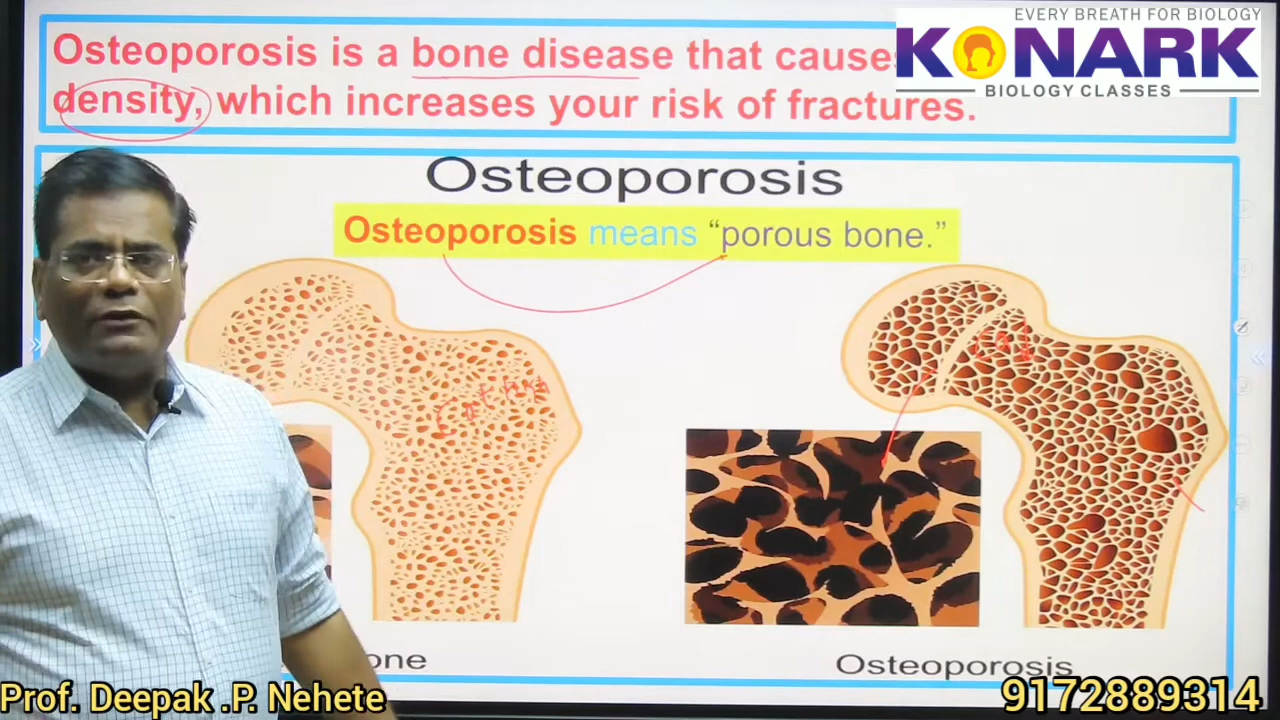 Osteoporosis is a bone disease that causes
density, which increases your risk of fractures.
EVERY BREATH FOR BIOLOGY
KONARK
BIOLOGY CLASSES
Osteoporosis
Osteoporosis means “porous bone.”
one
Osteoporosis
Prof. Deepak .P. Nehete
9172889314